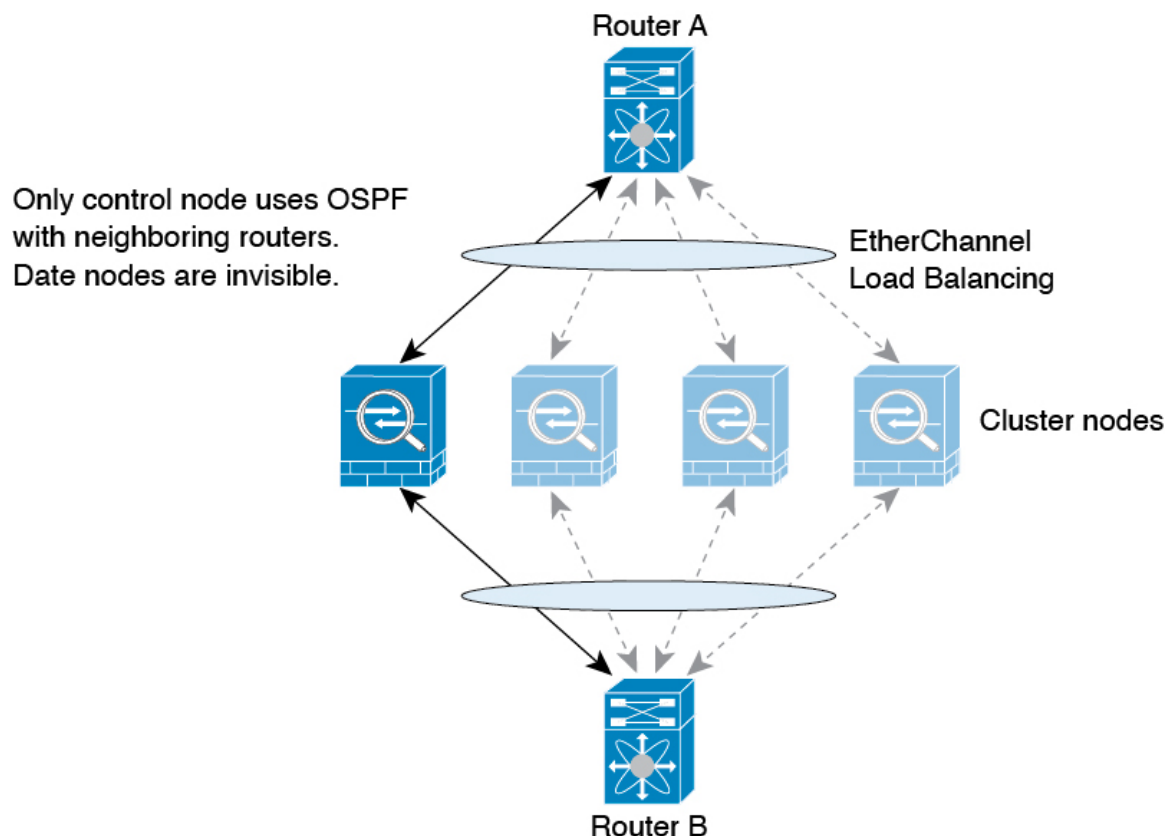 Router A
Only control node uses OSPF
with neighboring routers.
Date nodes are invisible.
EtherChannel
Load Balancing
Cluster nodes
Router B